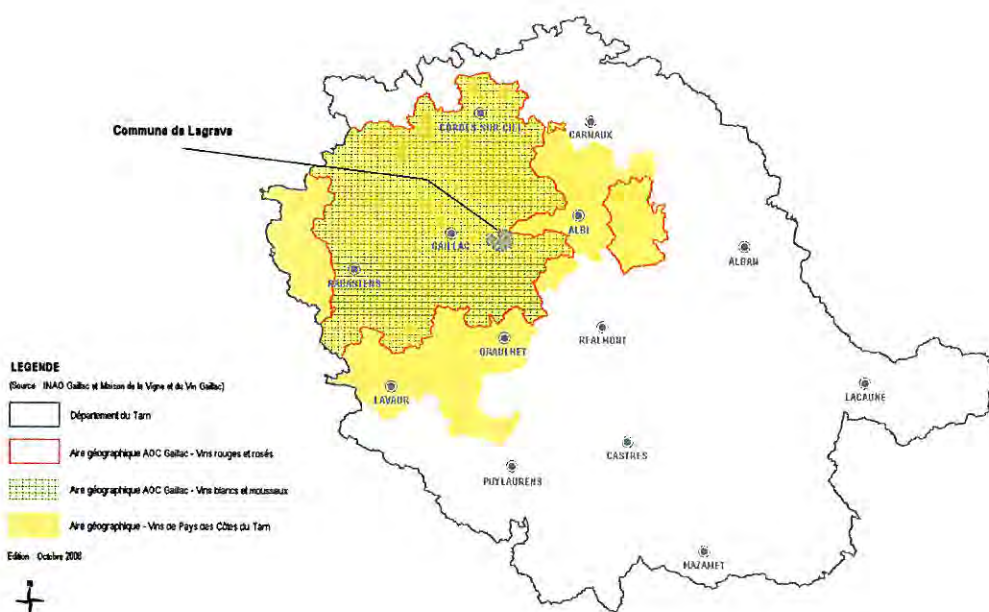 Commune de Lagrave
CORDES SUR CIEL
CARMAUX
ALBI
GAILLAC
ALBAN
RABASTENS
REALMONT
GRAULHET
LAVAUR
LACAUNE
CASTRES
PUYLAURENS
MAZAMET
LEGENDE
(Source : INAO Gaillac et Maison de la Vigne et du Vin Gaillac)
Département du Tarn
Aire géographique AOC Gaillac - Vins rouges et rosés
Aire géographique AOC Gaillac - Vins blancs et mousseux
Aire géographique - Vins de Pays des Côtes du Tarn
Edition : Octobre 2008
N